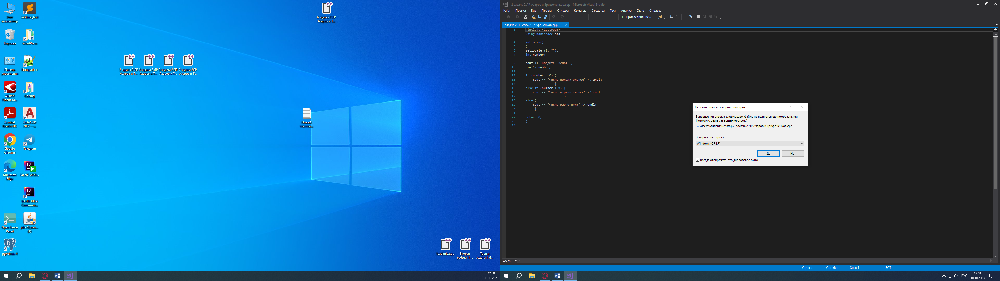 Этот
компьютер
sublime_text
6 задача 2 ЛР
Азаров и Т...
Корзина
WordPress
Панель
управления
Notepad++
2 задача 2 ЛР
Азаров и Т...
3 задача 2 ЛР
Азаров и Т...
5 задача 2 ЛР
Азаров и Т...
7 задача 2ЛР
Азаров и Т...
ABBYY
FineRead...
Coding
Acrobat
Reader DC
AutoCAD
2022 —...
Новый
текстов...
Google
Chrome
Telegram
Microsoft
Edge
idealC-2023...
IntelliJ IDEA
Communi...
Open Server
Panel
jdk-20_win...
(1)
pgAdmin 4
1zadanie.cpp
Вторая
работа 1 ...
Третья
задача 1 Л...
12:58
10.10.2023
2 задача 2 ЛР Азаров и Трифоченков.cpp - Microsoft Visual Studio
Файл Правка Вид Проект Отладка Команда Средства Тест Анализ Окно Справка
Присоединение...
2 задача 2 ЛР Аза...и Трифоченков.cpp
1 #include <iostream>
2 using namespace std;
3
4 int main()
5 {
6 setlocale (0, "");
7 int number;
8
9 cout << "Введите число: ";
10 cin >> number;
11
12 if (number > 0) {
13 cout << "Число положительное" << endl;
14 }
15 else if (number < 0) {
16 cout << "Число отрицательное" << endl;
17 }
18 else {
19 cout << "Число равно нулю" << endl;
20 }
21
22 return 0;
23 }
24
Несовместимые завершения строк
?
Завершения строк в следующем файле не являются единообразными.
Нормализовать завершение строк?
C:\Users\Student\Desktop\2 задача 2 ЛР Азаров и Трифоченков.cpp
Завершение строки:
Windows (CR LF)
Да Нет
Всегда отображать это диалоговое окно
100 %
Строка 1 Столбец 1 Знак 1 ВСТ
РУС
12:58
10.10.2023